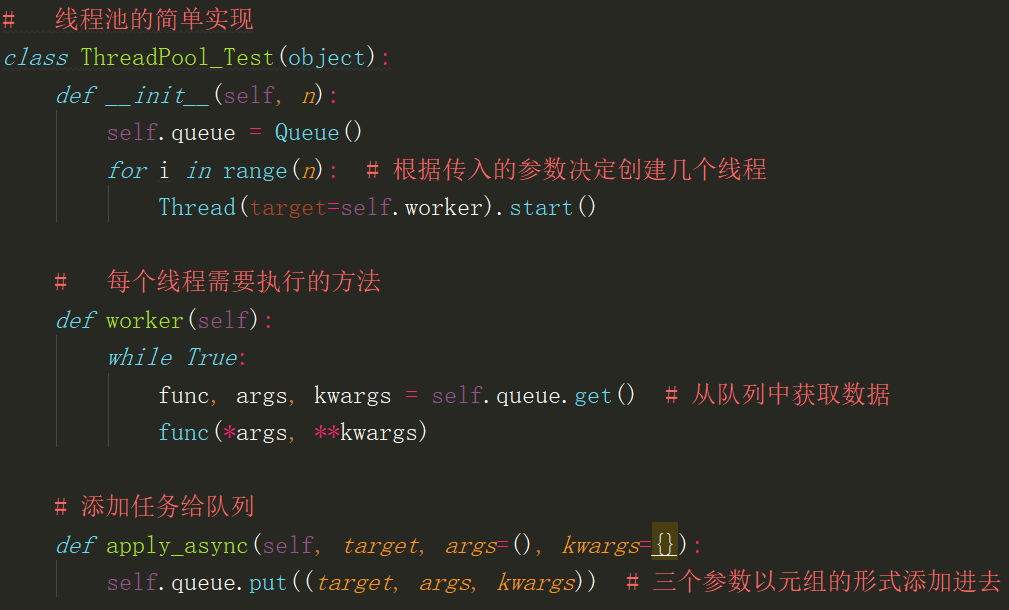 #   线程池的简单实现
class ThreadPool_Test(object):
    def __init__(self, n):
        self.queue = Queue()
        for i in range(n):  # 根据传入的参数决定创建几个线程
            Thread(target=self.worker).start()
    #   每个线程需要执行的方法
    def worker(self):
        while True:
            func, args, kwargs = self.queue.get()  # 从队列中获取数据
            func(*args, **kwargs)
    # 添加任务给队列
    def apply_async(self, target, args=(), kwargs={}):
        self.queue.put((target, args, kwargs))  # 三个参数以元组的形式添加进去